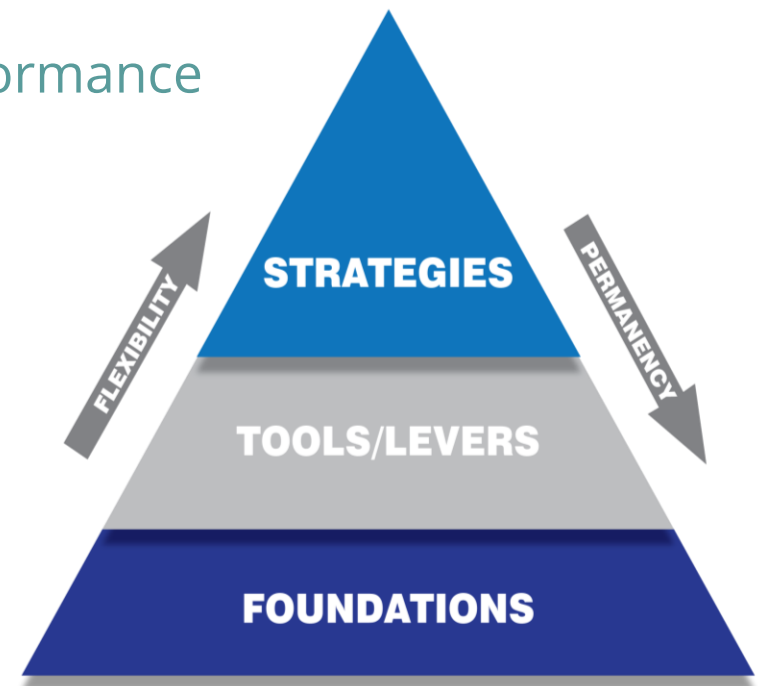 ormance
STRATEGIES
FLEXIBILITY
PERMANENCY
TOOLS/LEVERS
FOUNDATIONS